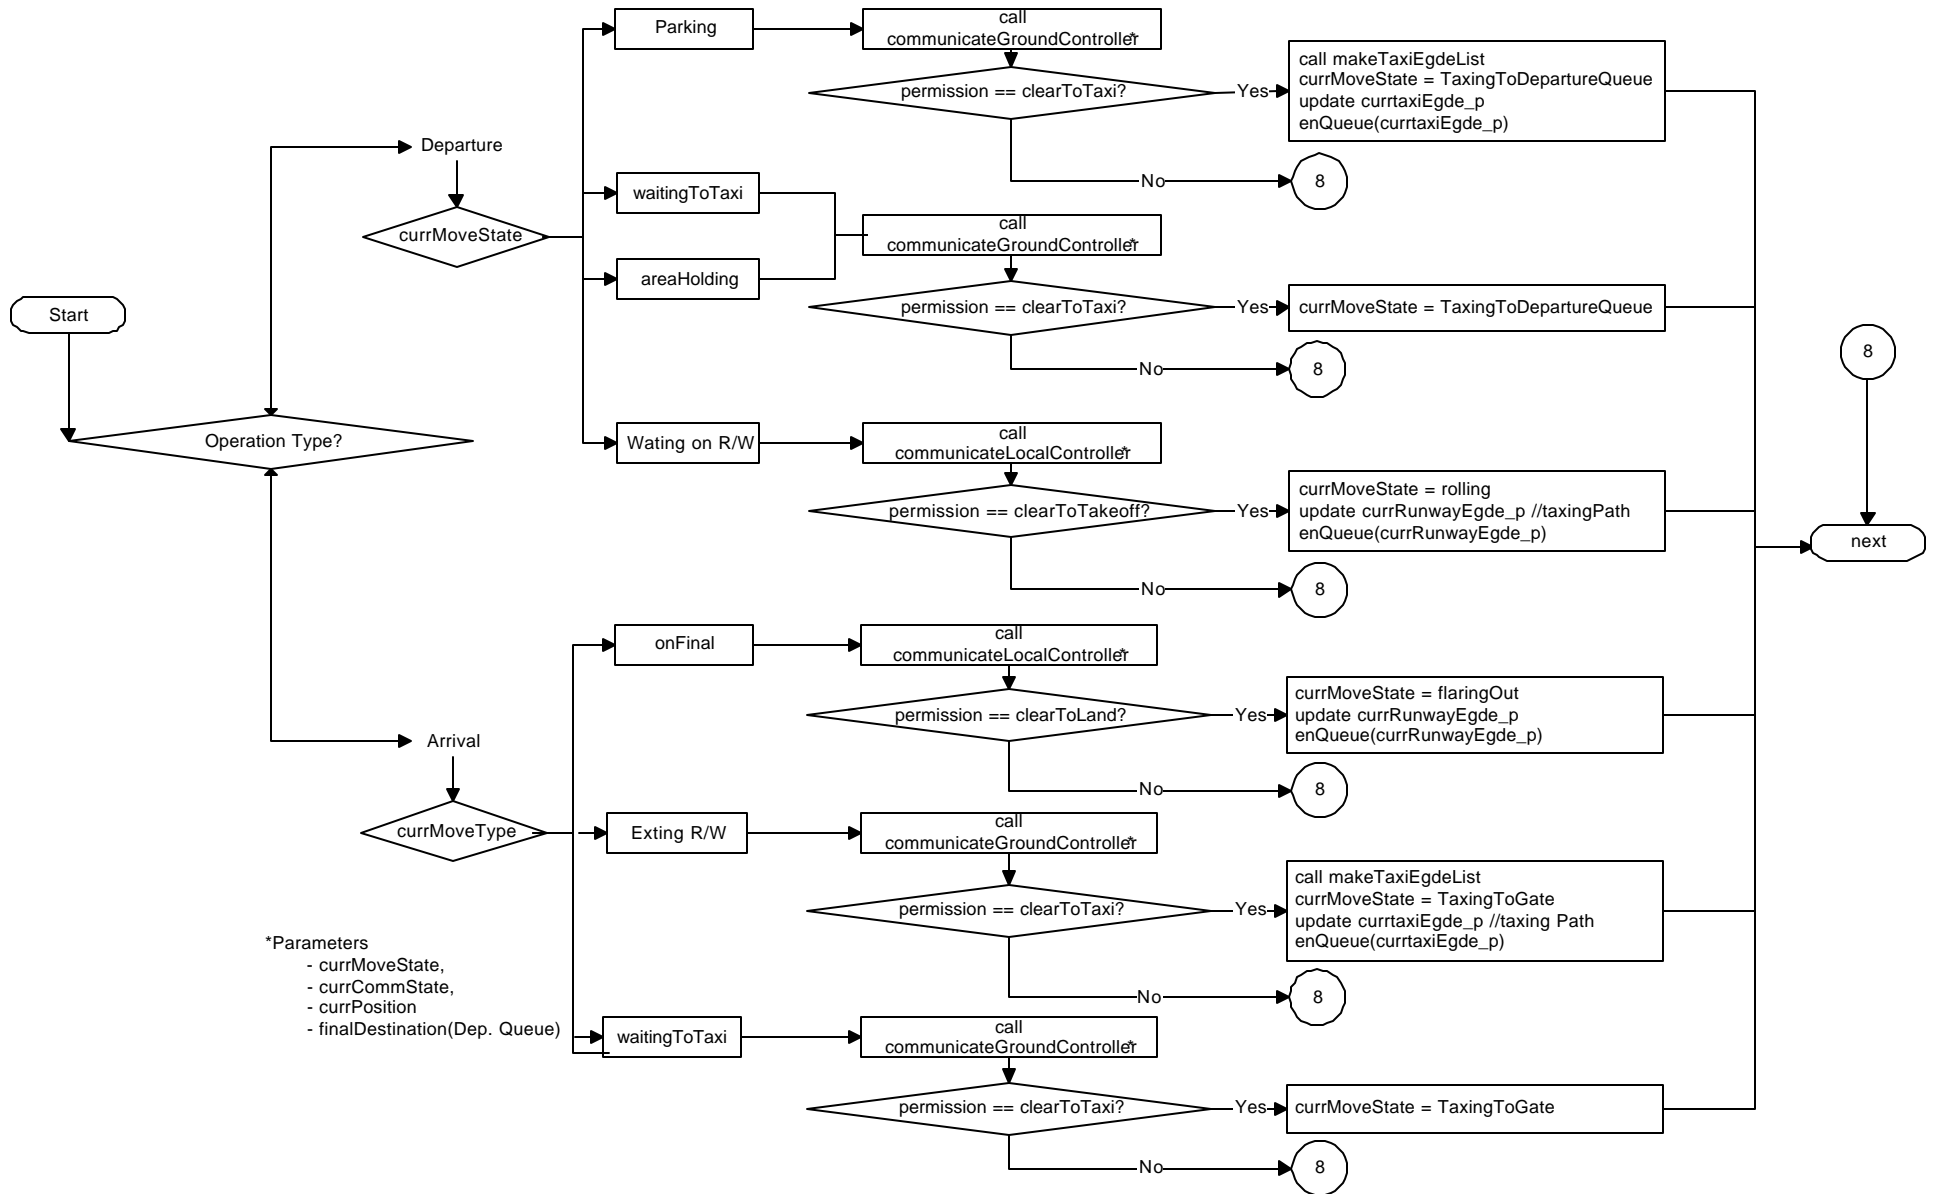 Start
Operation Type?
Departure
currMoveState
Parking
call
communicateGroundController*
permission == clearToTaxi?
Yes
call makeTaxiEgdeList
currMoveState = TaxingToDepartureQueue
update currtaxiEgde_p
enQueue(currtaxiEgde_p)
No
8
waitingToTaxi
areaHolding
call
communicateGroundController*
permission == clearToTaxi?
Yes
currMoveState = TaxingToDepartureQueue
No
8
Wating on R/W
call
communicateLocalController*
permission == clearToTakeoff?
Yes
currMoveState = rolling
update currRunwayEgde_p //taxingPath
enQueue(currRunwayEgde_p)
No
8
Arrival
currMoveType
onFinal
call
communicateLocalController*
permission == clearToLand?
Yes
currMoveState = flaringOut
update currRunwayEgde_p
enQueue(currRunwayEgde_p)
No
8
Exting R/W
call
communicateGroundController*
permission == clearToTaxi?
Yes
call makeTaxiEgdeList
currMoveState = TaxingToGate
update currtaxiEgde_p //taxing Path
enQueue(currtaxiEgde_p)
No
8
waitingToTaxi
call
communicateGroundController*
permission == clearToTaxi?
Yes
currMoveState = TaxingToGate
No
8
8
next
*Parameters
- currMoveState,
- currCommState,
- currPosition
- finalDestination(Dep. Queue)